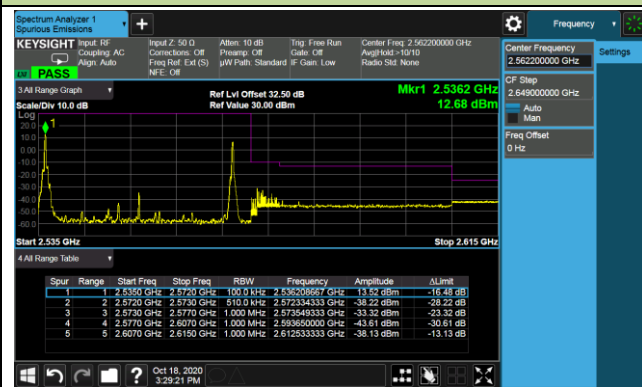 Spectrum Analyzer 1
Spurious Emissions
Frequency
KEYSIGHT
Input: RF
Coupling: AC
Align: Auto
Input Z: 50 Ω
Corrections: Off
Freq Ref: Ext (S)
NFE: Off
Atten: 10 dB
Preamp: Off
µW Path: Standard
Trig: Free Run
Gate: Off
IF Gain: Low
Center Freq: 2.562200000 GHz
Avg|Hold:>10/10
Radio Std: None
PASS
Center Frequency
2.562200000 GHz
Settings
CF Step
2.649000000 GHz
Auto
Man
Freq Offset
0 Hz
3 All Range Graph
Scale/Div 10.0 dB
Ref Lvl Offset 32.50 dB
Ref Value 30.00 dBm
Mkr1 2.5362 GHz
12.68 dBm
Log
1
20.0
10.0
0.00
-10.0
-20.0
-30.0
-40.0
-50.0
-60.0
Start 2.535 GHz
Stop 2.615 GHz
4 All Range Table
Spur Range Start Freq Stop Freq RBW Frequency Amplitude ΔLimit
1 1 2.5350 GHz 2.5720 GHz 100.0 kHz 2.536208667 GHz 13.52 dBm -16.48 dB
2 2 2.5720 GHz 2.5730 GHz 510.0 kHz 2.572334333 GHz -38.22 dBm -28.22 dB
3 3 2.5730 GHz 2.5770 GHz 1.000 MHz 2.573549333 GHz -33.32 dBm -23.32 dB
4 4 2.5770 GHz 2.6070 GHz 1.000 MHz 2.593650000 GHz -43.61 dBm -30.61 dB
5 5 2.6070 GHz 2.6150 GHz 1.000 MHz 2.612533333 GHz -38.13 dBm -13.13 dB
Oct 18, 2020
3:29:21 PM